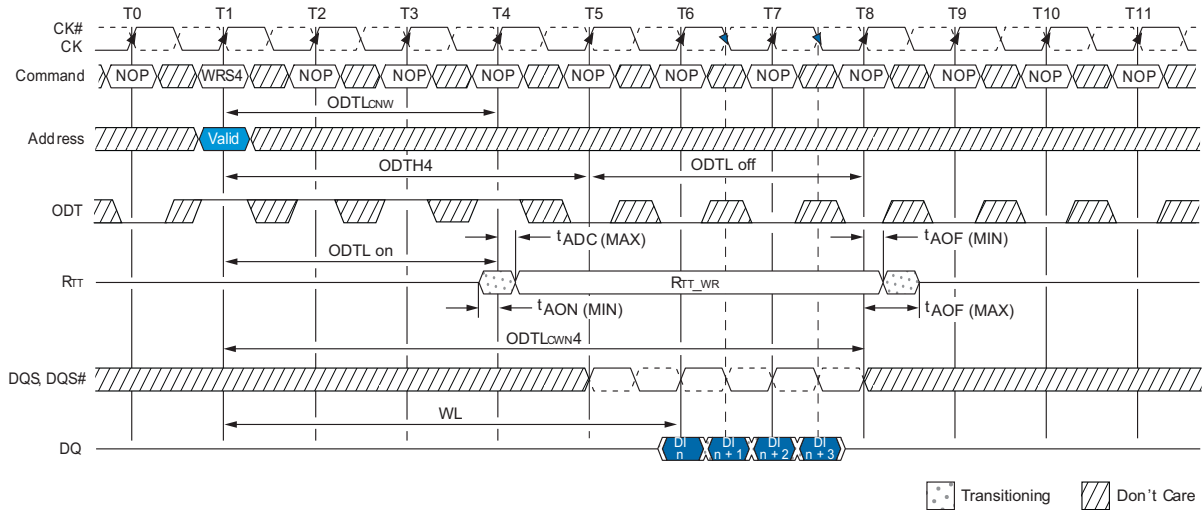 T0 T1 T2 T3 T4 T5 T6 T7 T8 T9 T10 T11
CK#
CK
Command NOP WRS4 NOP NOP NOP NOP NOP NOP NOP NOP NOP NOP
ODTLCNW
Address Valid
ODTH4 ODTL off
ODT
tADC (MAX) tAOF (MIN)
ODTL on
RTT RTT_WR
tAON (MIN) tAOF (MAX)
ODTLCWN4
DQS, DQS#
WL
DQ DI n DI n + 1 DI n + 2 DI n + 3
Transitioning Don't Care